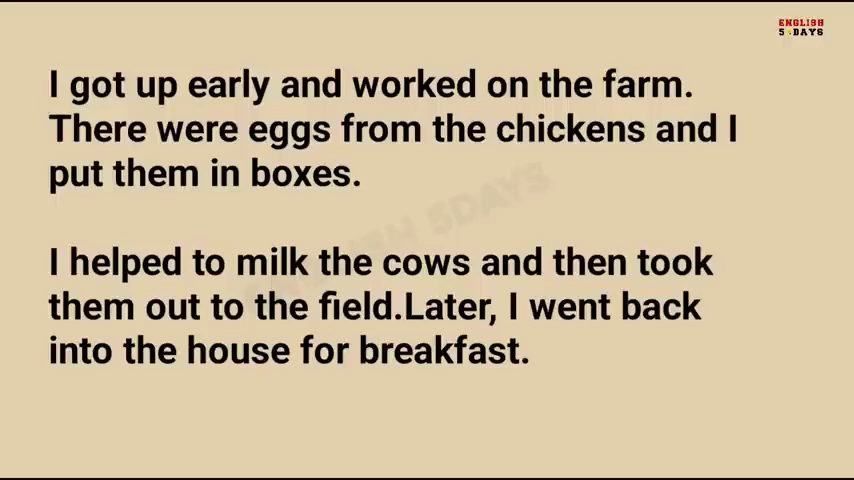 ENGLISH
5 DAYS
I got up early and worked on the farm.
There were eggs from the chickens and I
put them in boxes.
ENGLISH 5DAYS
I helped to milk the cows and then took
them out to the field.Later, I went back
into the house for breakfast.